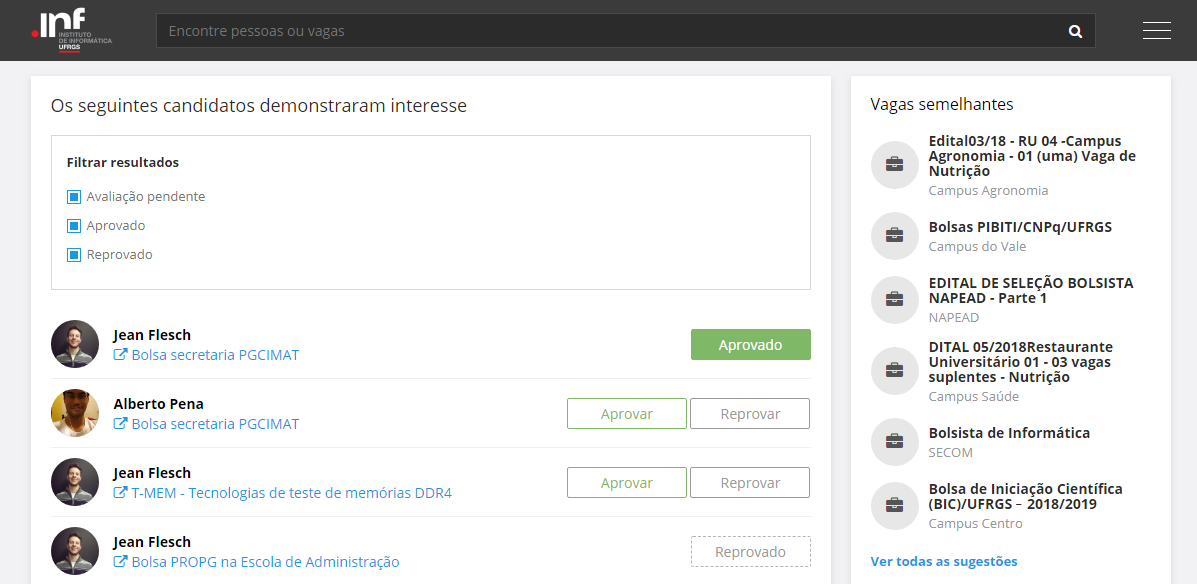 .inf
INSTITUTO
DE INFORMÁTICA
UFRGS
Encontre pessoas ou vagas
Os seguintes candidatos demonstraram interesse
Filtrar resultados
Avaliação pendente
Aprovado
Reprovado
Jean Flesch
Bolsa secretaria PGCIMAT
Aprovado
Alberto Pena
Bolsa secretaria PGCIMAT
Aprovar
Reprovar
Jean Flesch
T-MEM - Tecnologias de teste de memórias DDR4
Aprovar
Reprovar
Jean Flesch
Bolsa PROPG na Escola de Administração
Reprovado
Vagas semelhantes
Edital03/18 - RU 04 -Campus
Agronomia - 01 (uma) Vaga de
Nutrição
Campus Agronomia
Bolsas PIBITI/CNPq/UFRGS
Campus do Vale
EDITAL DE SELEÇÃO BOLSISTA
NAPEAD - Parte 1
NAPEAD
DITAL 05/2018Restaurante
Universitário 01 - 03 vagas
suplentes - Nutrição
Campus Saúde
Bolsista de Informática
SECOM
Bolsa de Iniciação Científica
(BIC)/UFRGS – 2018/2019
Campus Centro
Ver todas as sugestões